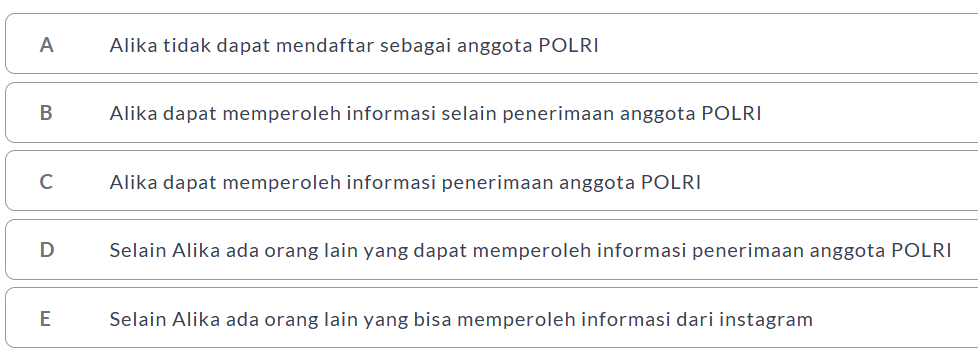 A Alika tidak dapat mendaftar sebagai anggota POLRI
B Alika dapat memperoleh informasi selain penerimaan anggota POLRI
C Alika dapat memperoleh informasi penerimaan anggota POLRI
D Selain Alika ada orang lain yang dapat memperoleh informasi penerimaan anggota POLRI
E Selain Alika ada orang lain yang bisa memperoleh informasi dari instagram